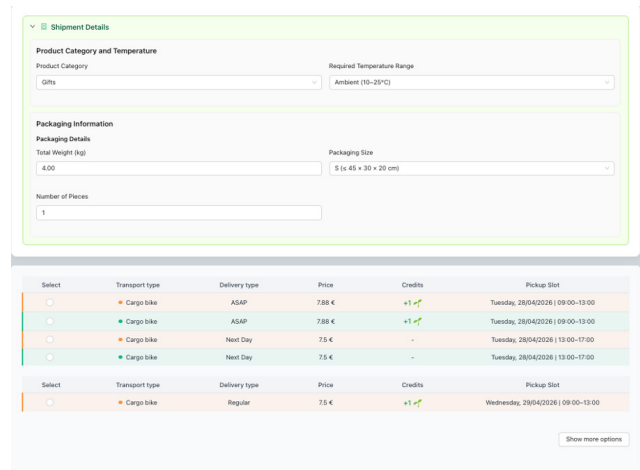 Shipment Details
Product Category and Temperature
Product Category Required Temperature Range
Gifts Ambient (10–25°C)
Packaging Information
Packaging Details
Total Weight (kg) Packaging Size
4.00 S (≤ 45 × 30 × 20 cm)
Number of Pieces
1
Select Transport type Delivery type Price Credits Pickup Slot
Cargo bike ASAP 7.88 € +1 Tuesday, 28/04/2026 | 09:00–13:00
Cargo bike ASAP 7.88 € +1 Tuesday, 28/04/2026 | 09:00–13:00
Cargo bike Next Day 7.5 € - Tuesday, 28/04/2026 | 13:00–17:00
Cargo bike Next Day 7.5 € - Tuesday, 28/04/2026 | 13:00–17:00
Select Transport type Delivery type Price Credits Pickup Slot
Cargo bike Regular 7.5 € +1 Wednesday, 29/04/2026 | 09:00–13:00
Show more options